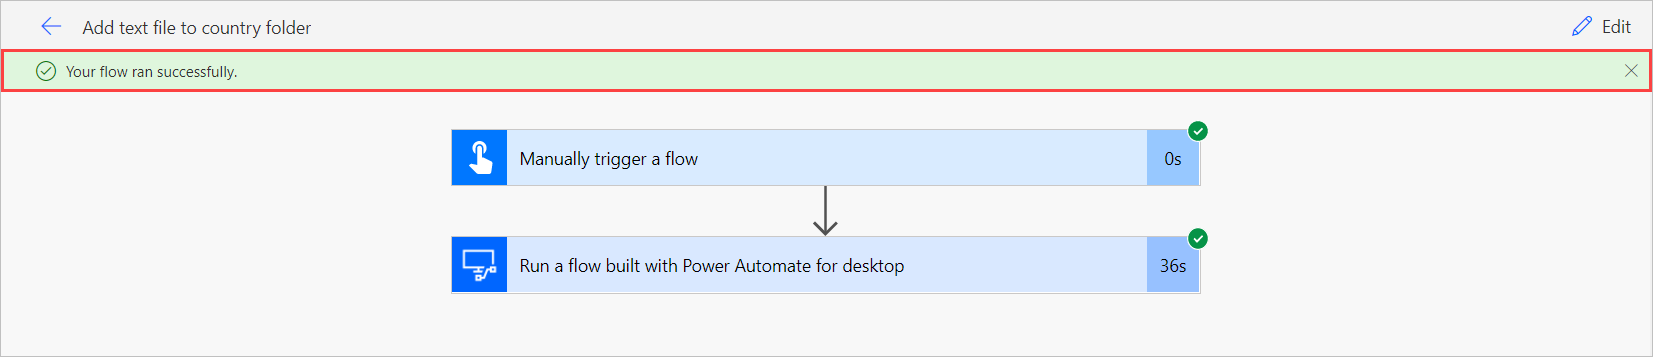 Add text file to country folder
Edit
Your flow ran successfully.
Manually trigger a flow
0s
Run a flow built with Power Automate for desktop
36s